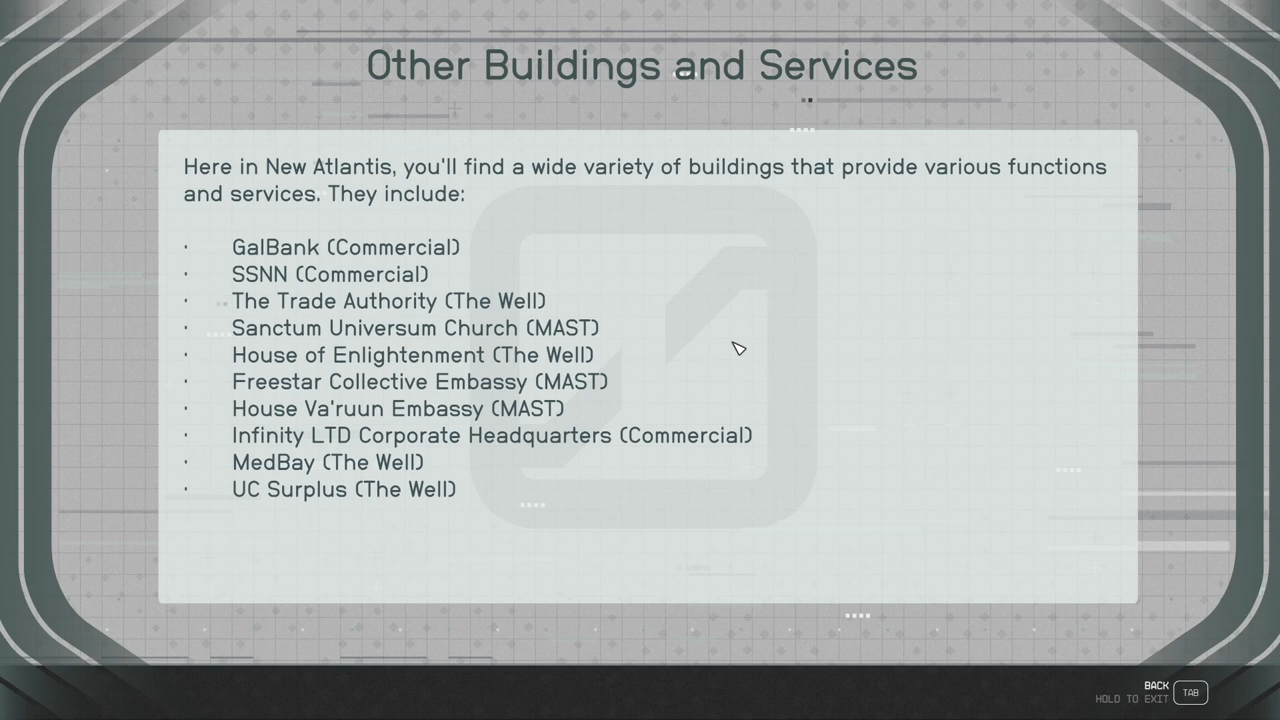 Other Buildings and Services
Here in New Atlantis, you'll find a wide variety of buildings that provide various functions
and services. They include:
· GalBank (Commercial)
· SSNN (Commercial)
· The Trade Authority (The Well)
· Sanctum Universum Church (MAST)
· House of Enlightenment (The Well)
· Freestar Collective Embassy (MAST)
· House Va'ruun Embassy (MAST)
· Infinity LTD Corporate Headquarters (Commercial)
· MedBay (The Well)
· UC Surplus (The Well)
BACK
HOLD TO EXIT
TAB